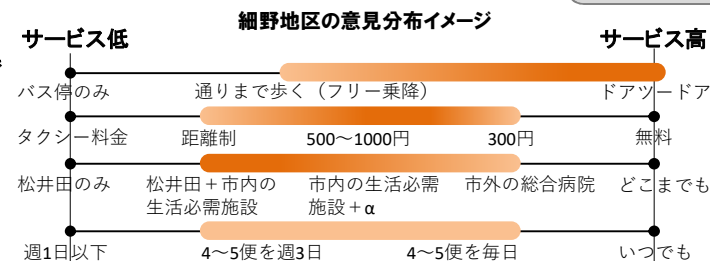 細野地区の意見分布イメージ
サービス低
サービス高
バス停のみ 通りまで歩く（フリー乗降） ドアツードア
タクシー料金 距離制 500～1000円 300円 無料
松井田のみ 松井田＋市内の 市内の生活必需 市外の総合病院 どこまでも
生活必需施設 施設＋α
週1日以下 4～5便を週3日 4～5便を毎日 いつでも